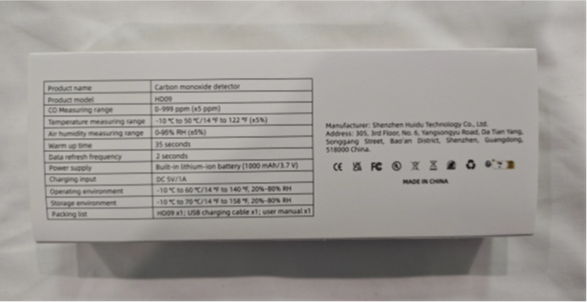 Product name Carbon monoxide detector
Product model HD09
CO Measuring range 0-999 ppm (±5 ppm)
Temperature measuring range -10 ℃ to 50 ℃/14 ℉ to 122 ℉ (±5%)
Air humidity measuring range 0-95% RH (±5%)
Warm up time 35 seconds
Data refresh frequency 2 seconds
Power supply Built-in lithium-ion battery (1000 mAh/3.7 V)
Charging input DC 5V/1A
Operating environment -10 ℃ to 60 ℃/14 ℉ to 140 ℉, 20%-80% RH
Storage environment -10 ℃ to 70 ℃/14 ℉ to 158 ℉, 20%-80% RH
Packing list HD09 x1; USB charging cable x1; user manual x1
Manufacturer: Shenzhen Huidu Technology Co., Ltd.
Address: 305, 3rd Floor, No. 6, Yangsongyu Road, Da Tian Yang,
Songgang Street, Bao'an District, Shenzhen, Guangdong,
518000 China
CE UKCA FC
MADE IN CHINA